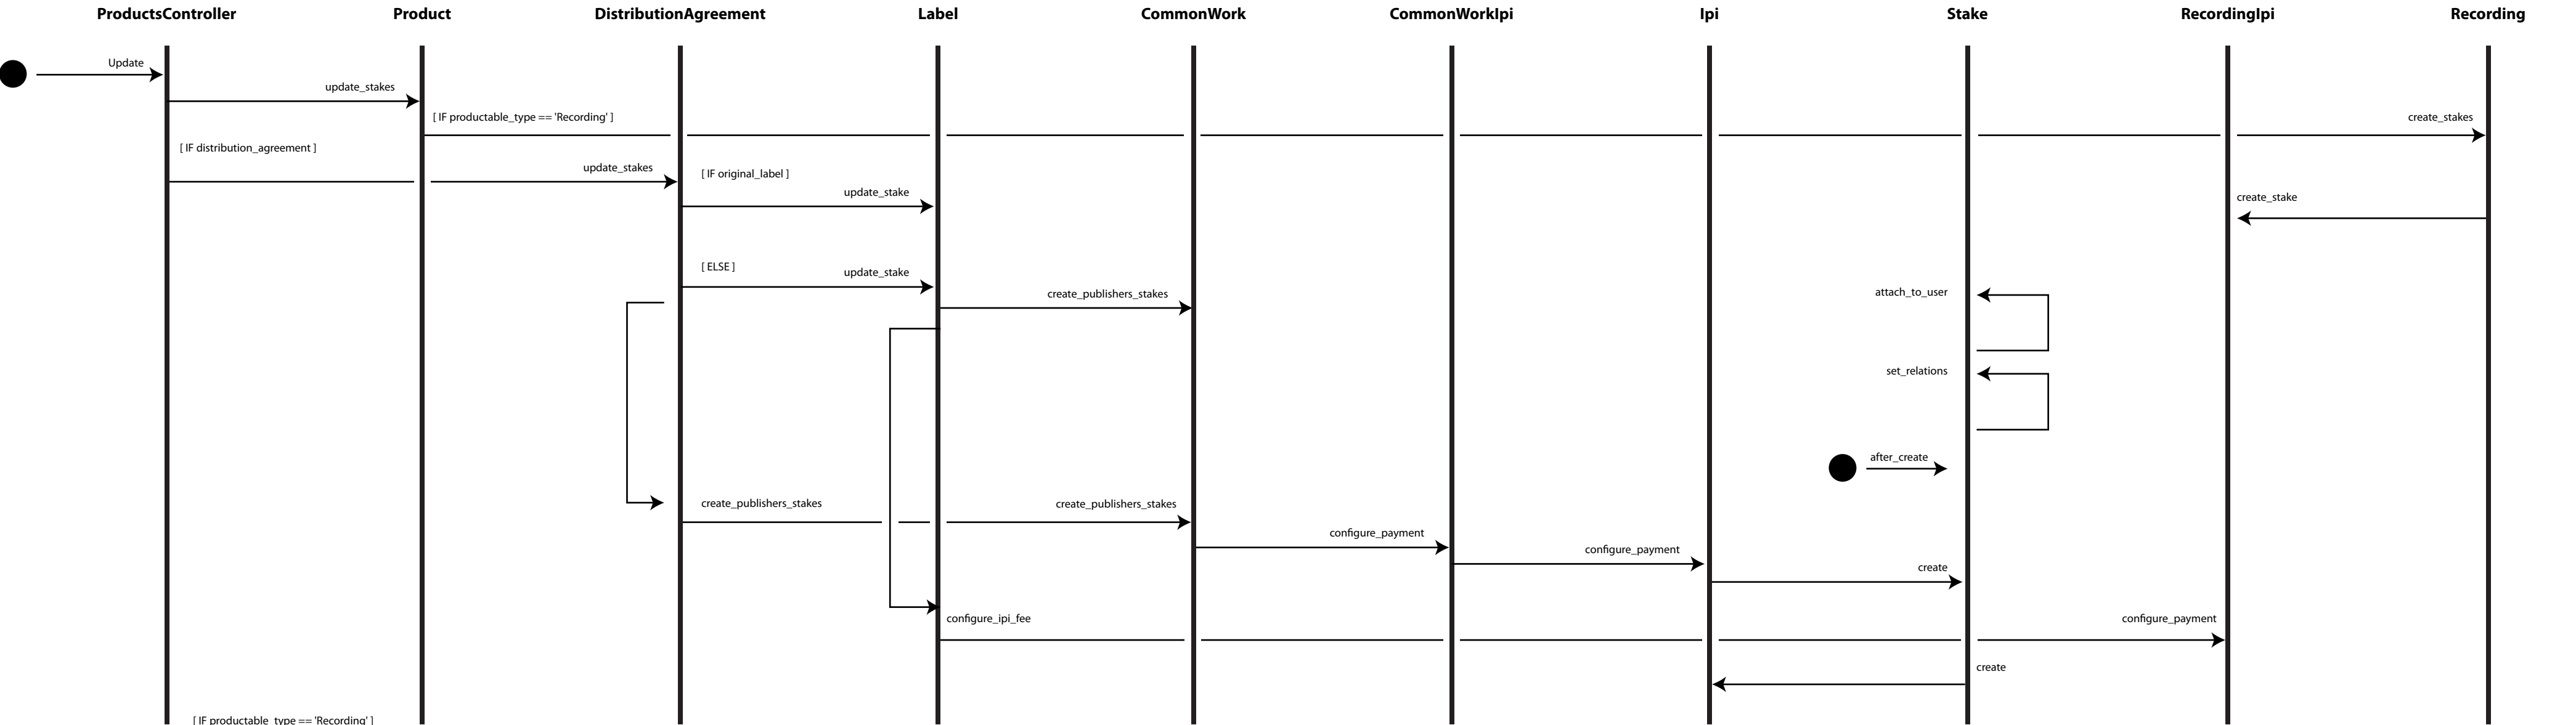 ProductsController
Product
DistributionAgreement
Label
CommonWork
CommonWorkIpi
Ipi
Stake
RecordingIpi
Recording
Update
update_stakes
[ IF productable_type == 'Recording' ]
create_stakes
[ IF distribution_agreement ]
update_stakes
[ IF original_label ]
update_stake
create_stake
[ ELSE ]
update_stake
create_publishers_stakes
attach_to_user
set_relations
after_create
create_publishers_stakes
create_publishers_stakes
configure_payment
configure_payment
create
configure_ipi_fee
configure_payment
create
[ IF productable_type == 'Recording' ]